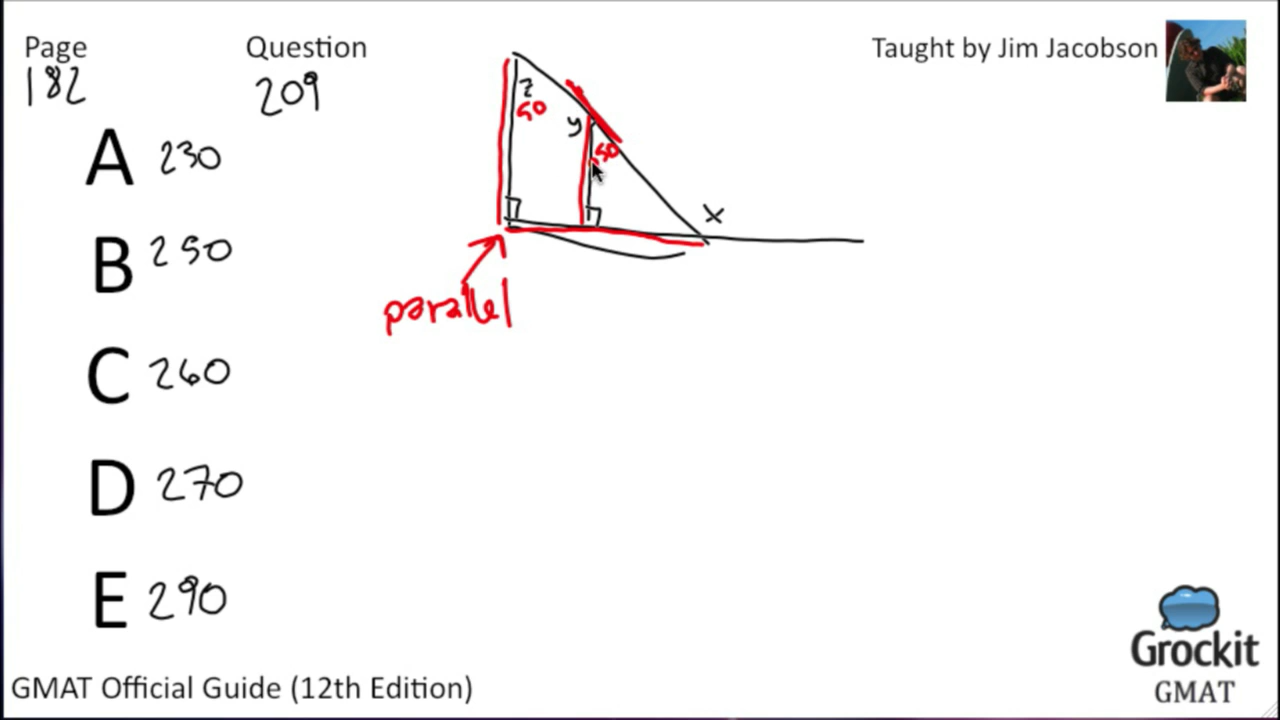 Page
182
Question
209
Taught by Jim Jacobson
A 230
B 250
C 260
D 270
E 290
z
50
y
50
x
parallel
Grockit
GMAT
GMAT Official Guide (12th Edition)